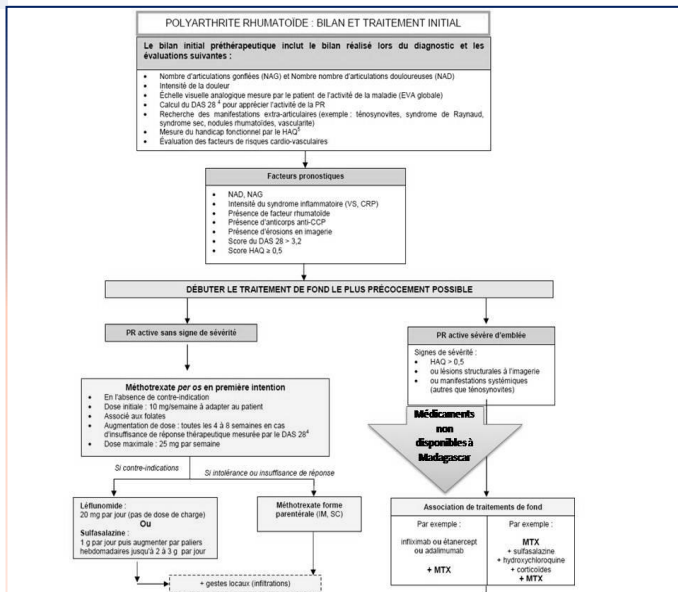 POLYARTHRITE RHUMATOÏDE : BILAN ET TRAITEMENT INITIAL
Le bilan initial préthérapeutique inclut le bilan réalisé lors du diagnostic et les
évaluations suivantes :
• Nombre d'articulations gonflées (NAG) et Nombre nombre d'articulations douloureuses (NAD)
• Intensité de la douleur
• Échelle visuelle analogique mesure par le patient de l'activité de la maladie (EVA globale)
• Calcul du DAS 28 4 pour apprécier l'activité de la PR
• Recherche des manifestations extra-articulaires (exemple : ténosynovites, syndrome de Raynaud,
syndrome sec, nodules rhumatoïdes, vascularite)
• Mesure du handicap fonctionnel par le HAQ5
• Évaluation des facteurs de risques cardio-vasculaires
Facteurs pronostiques
• NAD, NAG
• Intensité du syndrome inflammatoire (VS, CRP)
• Présence de facteur rhumatoïde
• Présence d'anticorps anti-CCP
• Présence d'érosions en imagerie
• Score du DAS 28 > 3,2
• Score HAQ ≥ 0,5
DÉBUTER LE TRAITEMENT DE FOND LE PLUS PRÉCOCEMENT POSSIBLE
PR active sans signe de sévérité
Méthotrexate per os en première intention
• En l'absence de contre-indication
• Dose initiale : 10 mg/semaine à adapter au patient
• Associé aux folates
• Augmentation de dose : toutes les 4 à 8 semaines en cas
d'insuffisance de réponse thérapeutique mesurée par le DAS 284
• Dose maximale : 25 mg par semaine
Si contre-indications
Si intolérance ou insuffisance de réponse
Léflunomide :
20 mg par jour (pas de dose de charge)
Ou
Sulfasalazine :
1 g par jour puis augmenter par paliers
hebdomadaires jusqu'à 2 à 3 g par jour
Méthotrexate forme
parentérale (IM, SC)
+ gestes locaux (infiltrations)
PR active sévère d'emblée
Signes de sévérité :
• HAQ > 0,5
• ou lésions structurales à l'imagerie
• ou manifestations systémiques
(autres que ténosynovites)
Médicaments
non
disponibles à
Madagascar
Association de traitements de fond
Par exemple :
infliximab ou étanercept
ou adalimumab
+ MTX
Par exemple :
MTX
+ sulfasalazine
+ hydroxychloroquine
+ corticoïdes
+ MTX